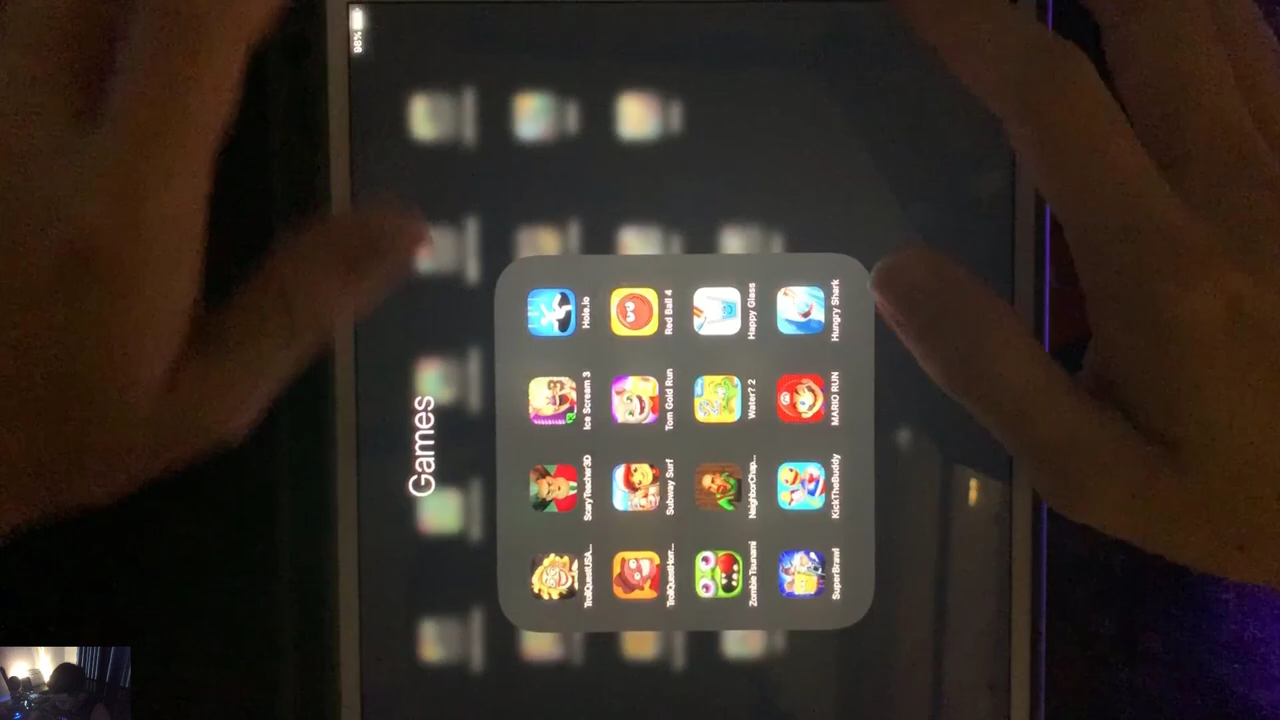 98%
Games
TrollQuestUSA...
ScaryTeacher3D
Ice Scream 3
Hole.io
TrollQuestHorr...
Subway Surf
Tom Gold Run
Red Ball 4
Zombie Tsunami
NeighborChap...
Water? 2
Happy Glass
SuperBrawl
KickTheBuddy
MARIO RUN
Hungry Shark